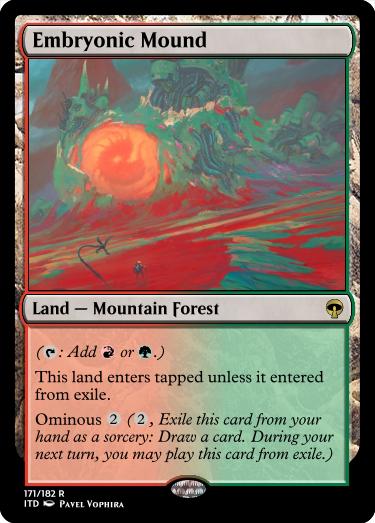 Embryonic Mound
Land — Mountain Forest
(T: Add R or G.)
This land enters tapped unless it entered
from exile.
Ominous 2 (2, Exile this card from your
hand as a sorcery: Draw a card. During your
next turn, you may play this card from exile.)
171/182 R
ITD PAVEL VOPHIRA